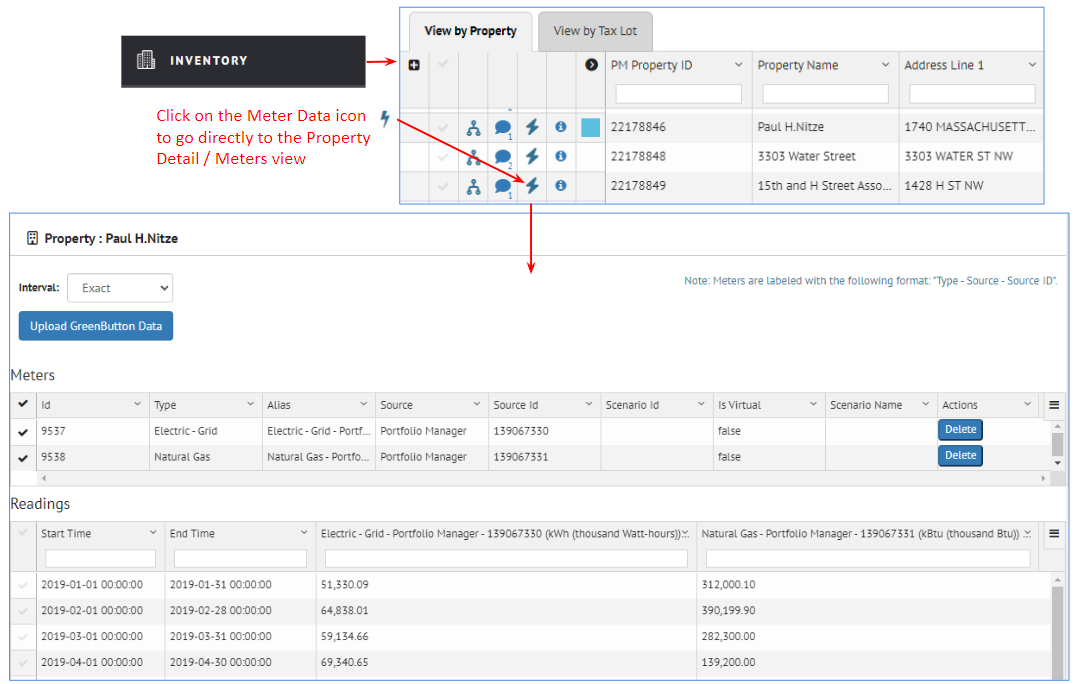 INVENTORY
Click on the Meter Data icon
to go directly to the Property
Detail / Meters view
View by Property View by Tax Lot
PM Property ID Property Name Address Line 1
1 22178846 Paul H.Nitze 1740 MASSACHUSETT...
2 22178848 3303 Water Street 3303 WATER ST NW
1 22178849 15th and H Street Asso... 1428 H ST NW
Property : Paul H.Nitze
Interval: Exact
Note: Meters are labeled with the following format: "Type - Source - Source ID".
Upload GreenButton Data
Meters
Id Type Alias Source Source Id Scenario Id Is Virtual Scenario Name Actions
9537 Electric - Grid Electric - Grid - Portf... Portfolio Manager 139067330 false Delete
9538 Natural Gas Natural Gas - Portfo... Portfolio Manager 139067331 false Delete
Readings
Start Time End Time Electric - Grid - Portfolio Manager - 139067330 (kWh (thousand Watt-hours)) Natural Gas - Portfolio Manager - 139067331 (kBtu (thousand Btu)) ...
2019-01-01 00:00:00 2019-01-31 00:00:00 51,330.09 312,000.10
2019-02-01 00:00:00 2019-02-28 00:00:00 64,838.01 390,199.90
2019-03-01 00:00:00 2019-03-31 00:00:00 59,134.66 282,300.00
2019-04-01 00:00:00 2019-04-30 00:00:00 69,340.65 139,200.00